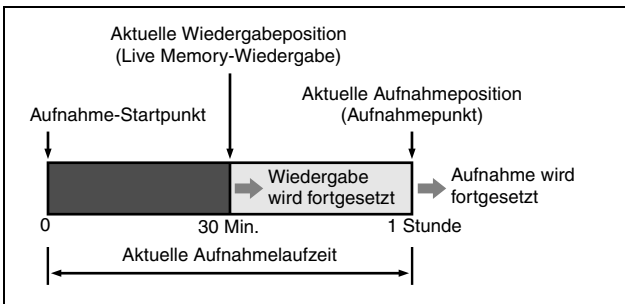 Aktuelle Wiedergabeposition
(Live Memory-Wiedergabe)
Aktuelle Aufnahmeposition
(Aufnahmepunkt)
Aufnahme-Startpunkt
Wiedergabe
wird fortgesetzt
Aufnahme wird
fortgesetzt
0
30 Min.
1 Stunde
Aktuelle Aufnahmelaufzeit